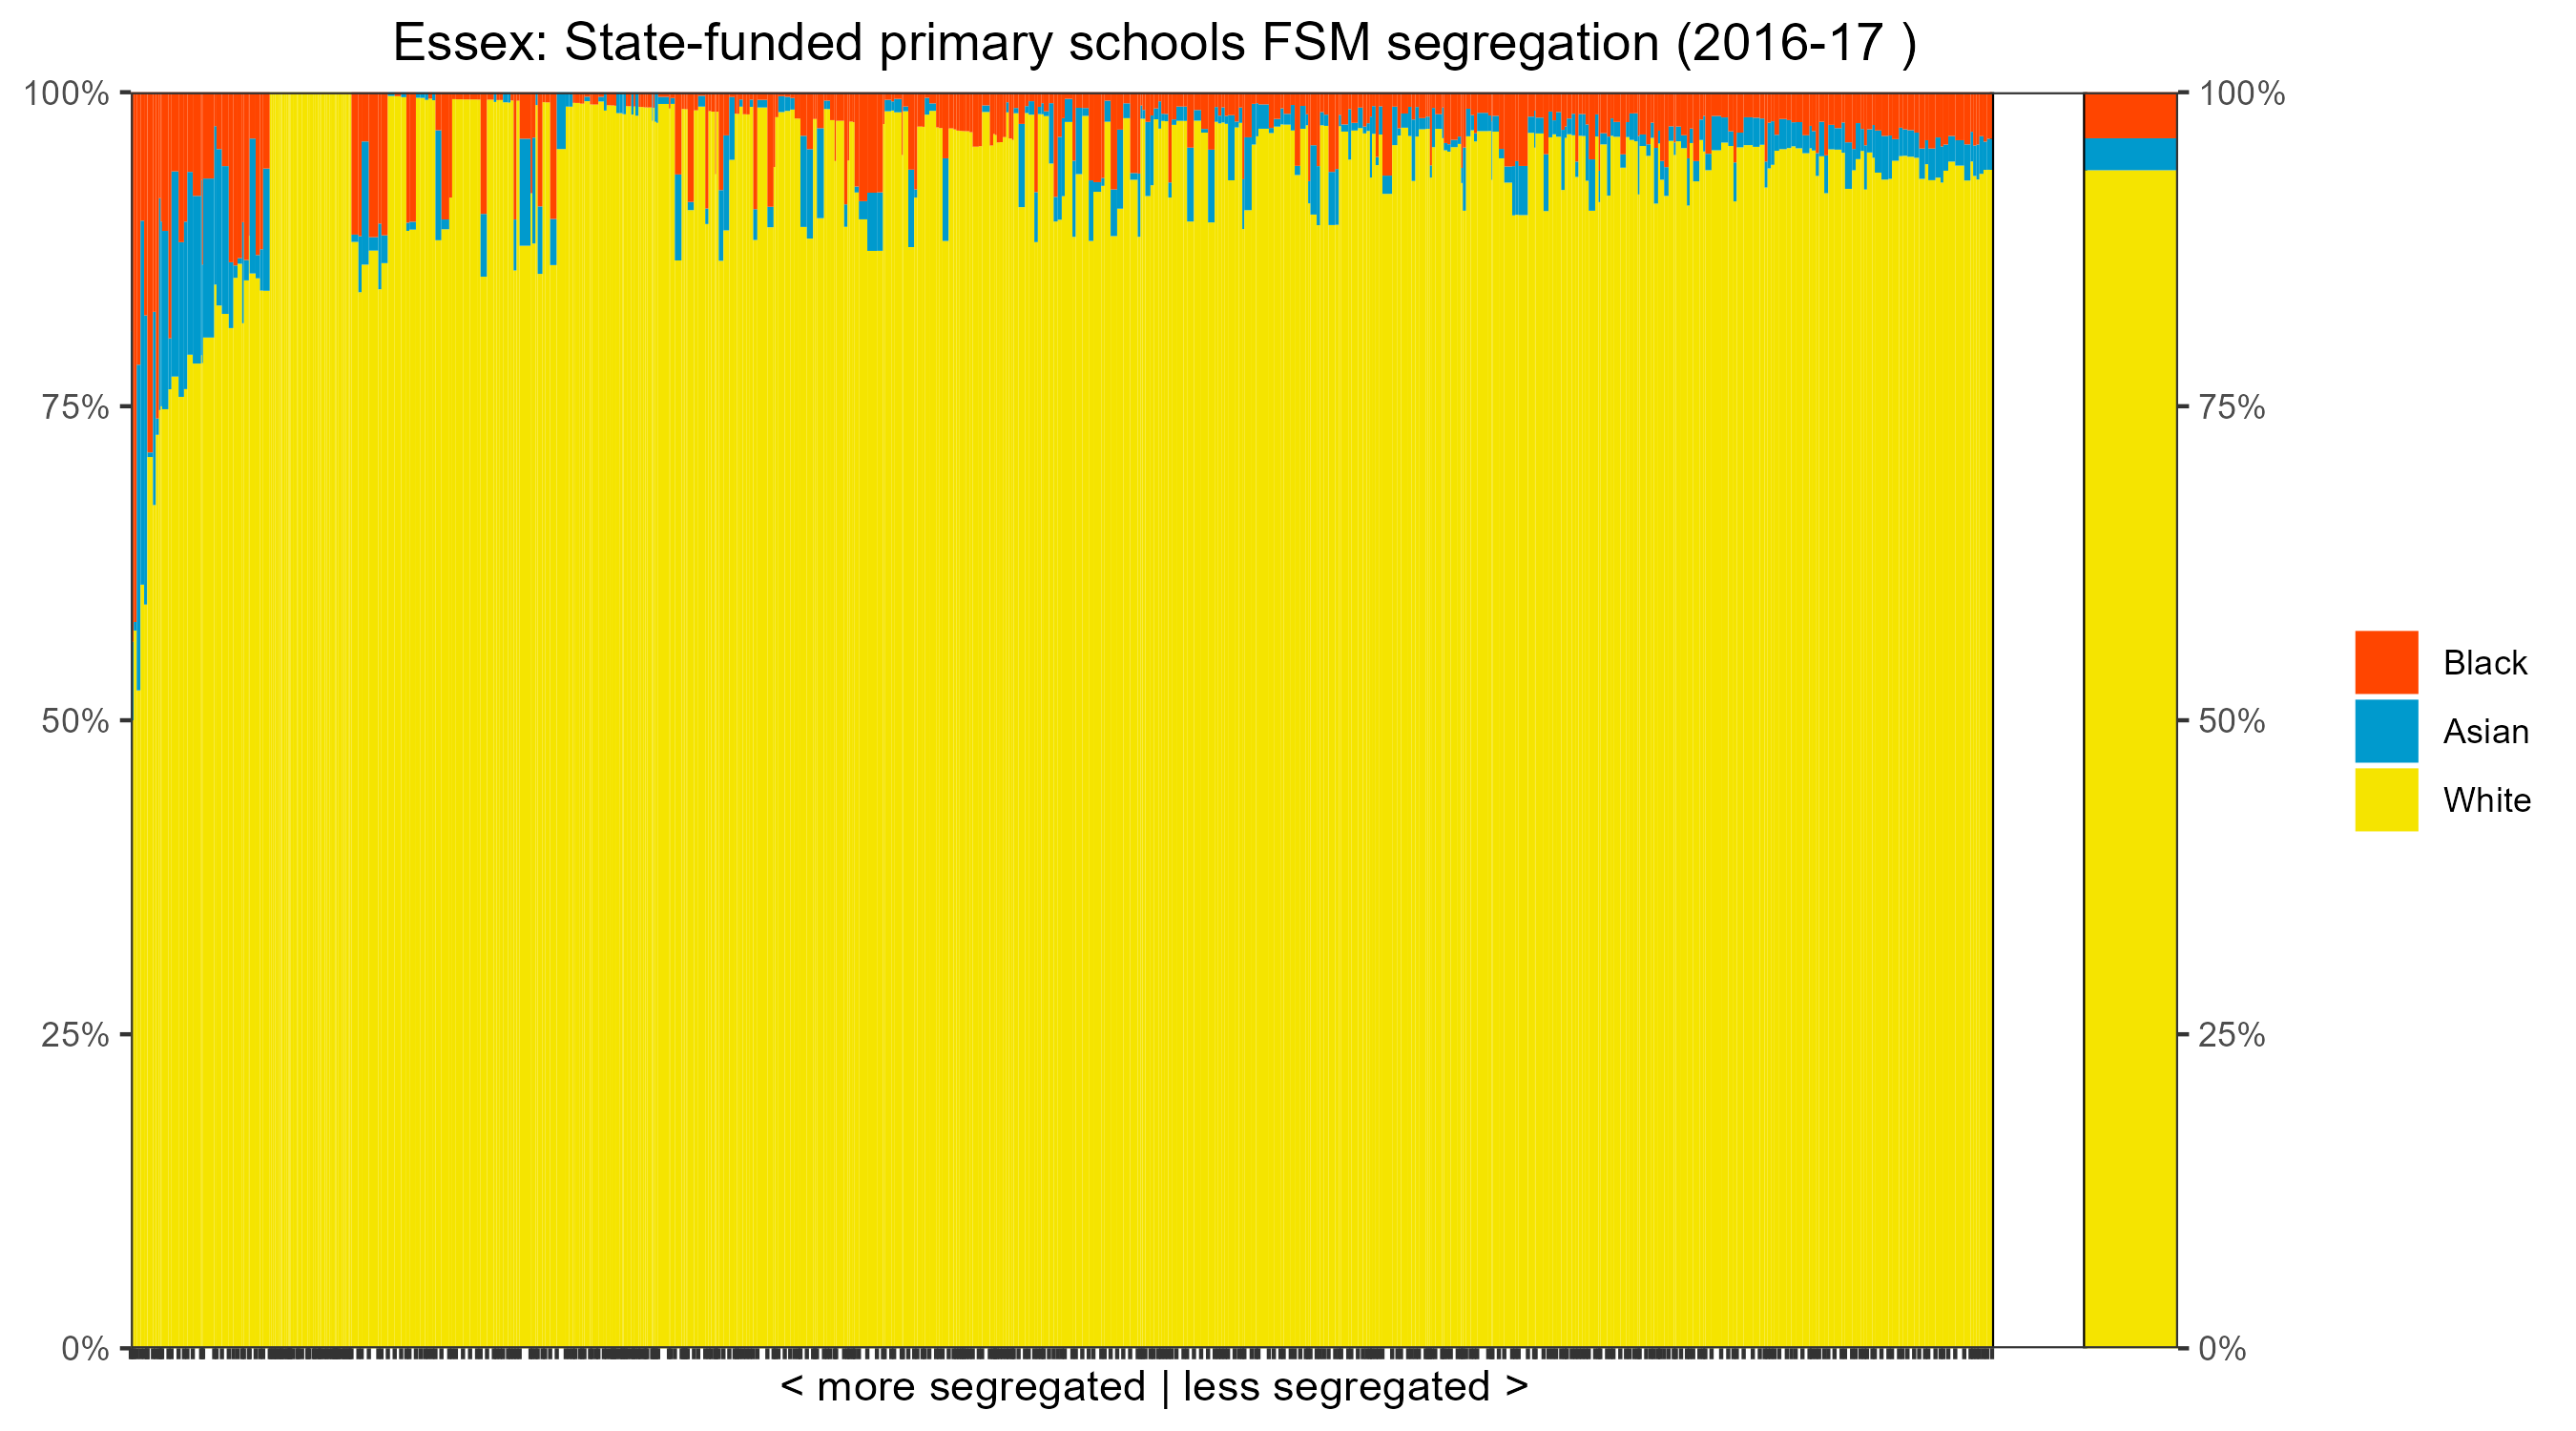 Essex: State-funded primary schools FSM segregation (2016-17 )
100%
75%
50%
25%
0%
100%
75%
50%
25%
0%
Black
Asian
White
< more segregated | less segregated >